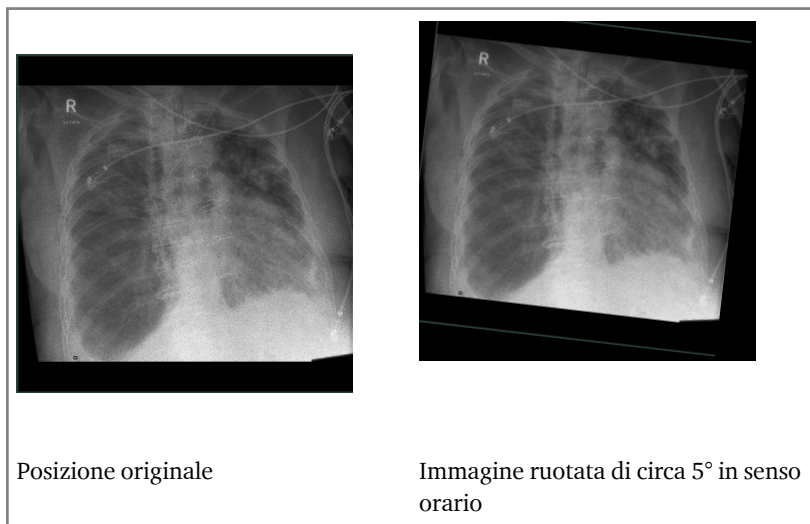 R
R
Posizione originale
Immagine ruotata di circa 5° in senso
orario